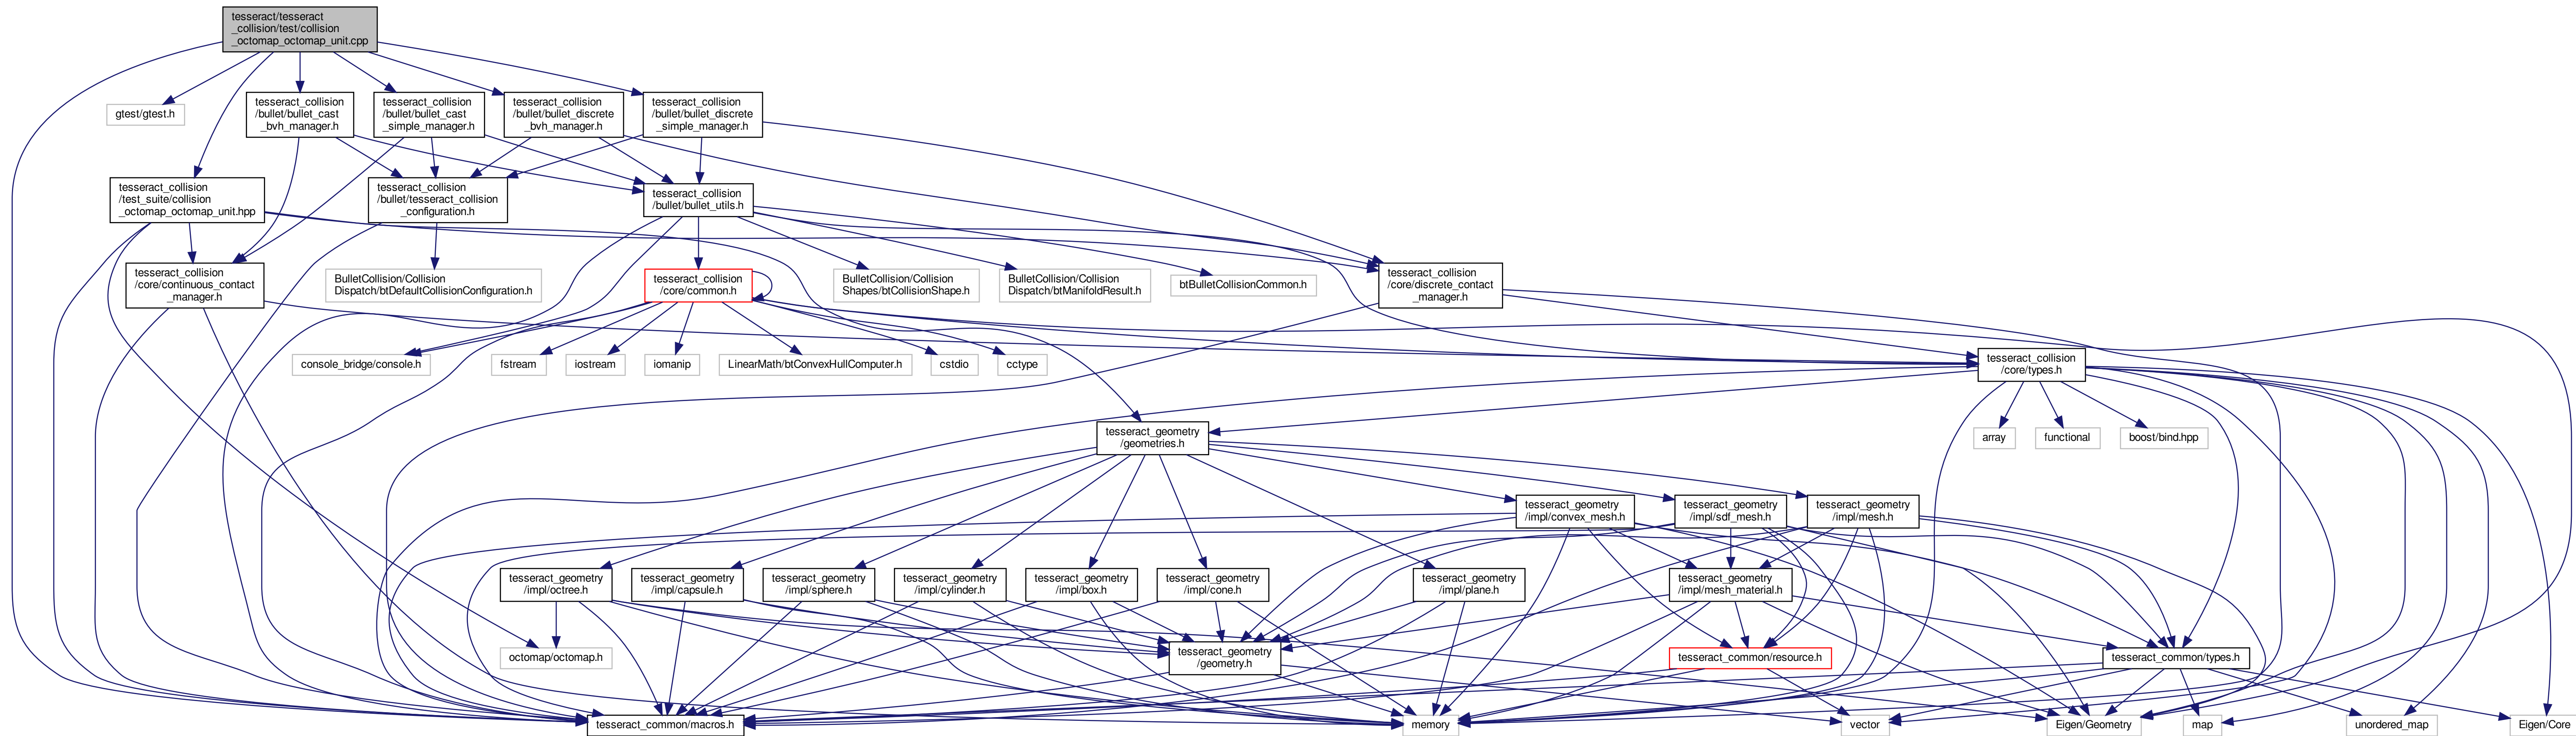 tesseract/tesseract
_collision/test/collision
_octomap_octomap_unit.cpp
gtest/gtest.h
tesseract_collision
/bullet/bullet_cast
_bvh_manager.h
tesseract_collision
/bullet/bullet_cast
_simple_manager.h
tesseract_collision
/bullet/bullet_discrete
_bvh_manager.h
tesseract_collision
/bullet/bullet_discrete
_simple_manager.h
tesseract_collision
/test_suite/collision
_octomap_octomap_unit.hpp
tesseract_collision
/bullet/tesseract_collision
_configuration.h
tesseract_collision
/bullet/bullet_utils.h
tesseract_collision
/core/continuous_contact
_manager.h
BulletCollision/Collision
Dispatch/btDefaultCollisionConfiguration.h
tesseract_collision
/core/common.h
BulletCollision/Collision
Shapes/btCollisionShape.h
BulletCollision/Collision
Dispatch/btManifoldResult.h
btBulletCollisionCommon.h
tesseract_collision
/core/discrete_contact
_manager.h
console_bridge/console.h
fstream
iostream
iomanip
LinearMath/btConvexHullComputer.h
cstdio
cctype
tesseract_collision
/core/types.h
tesseract_geometry
/geometries.h
array
functional
boost/bind.hpp
tesseract_geometry
/impl/convex_mesh.h
tesseract_geometry
/impl/sdf_mesh.h
tesseract_geometry
/impl/mesh.h
tesseract_geometry
/impl/octree.h
tesseract_geometry
/impl/capsule.h
tesseract_geometry
/impl/sphere.h
tesseract_geometry
/impl/cylinder.h
tesseract_geometry
/impl/box.h
tesseract_geometry
/impl/cone.h
tesseract_geometry
/impl/plane.h
tesseract_geometry
/impl/mesh_material.h
octomap/octomap.h
tesseract_geometry
/geometry.h
tesseract_common/resource.h
tesseract_common/types.h
tesseract_common/macros.h
memory
vector
Eigen/Geometry
map
unordered_map
Eigen/Core